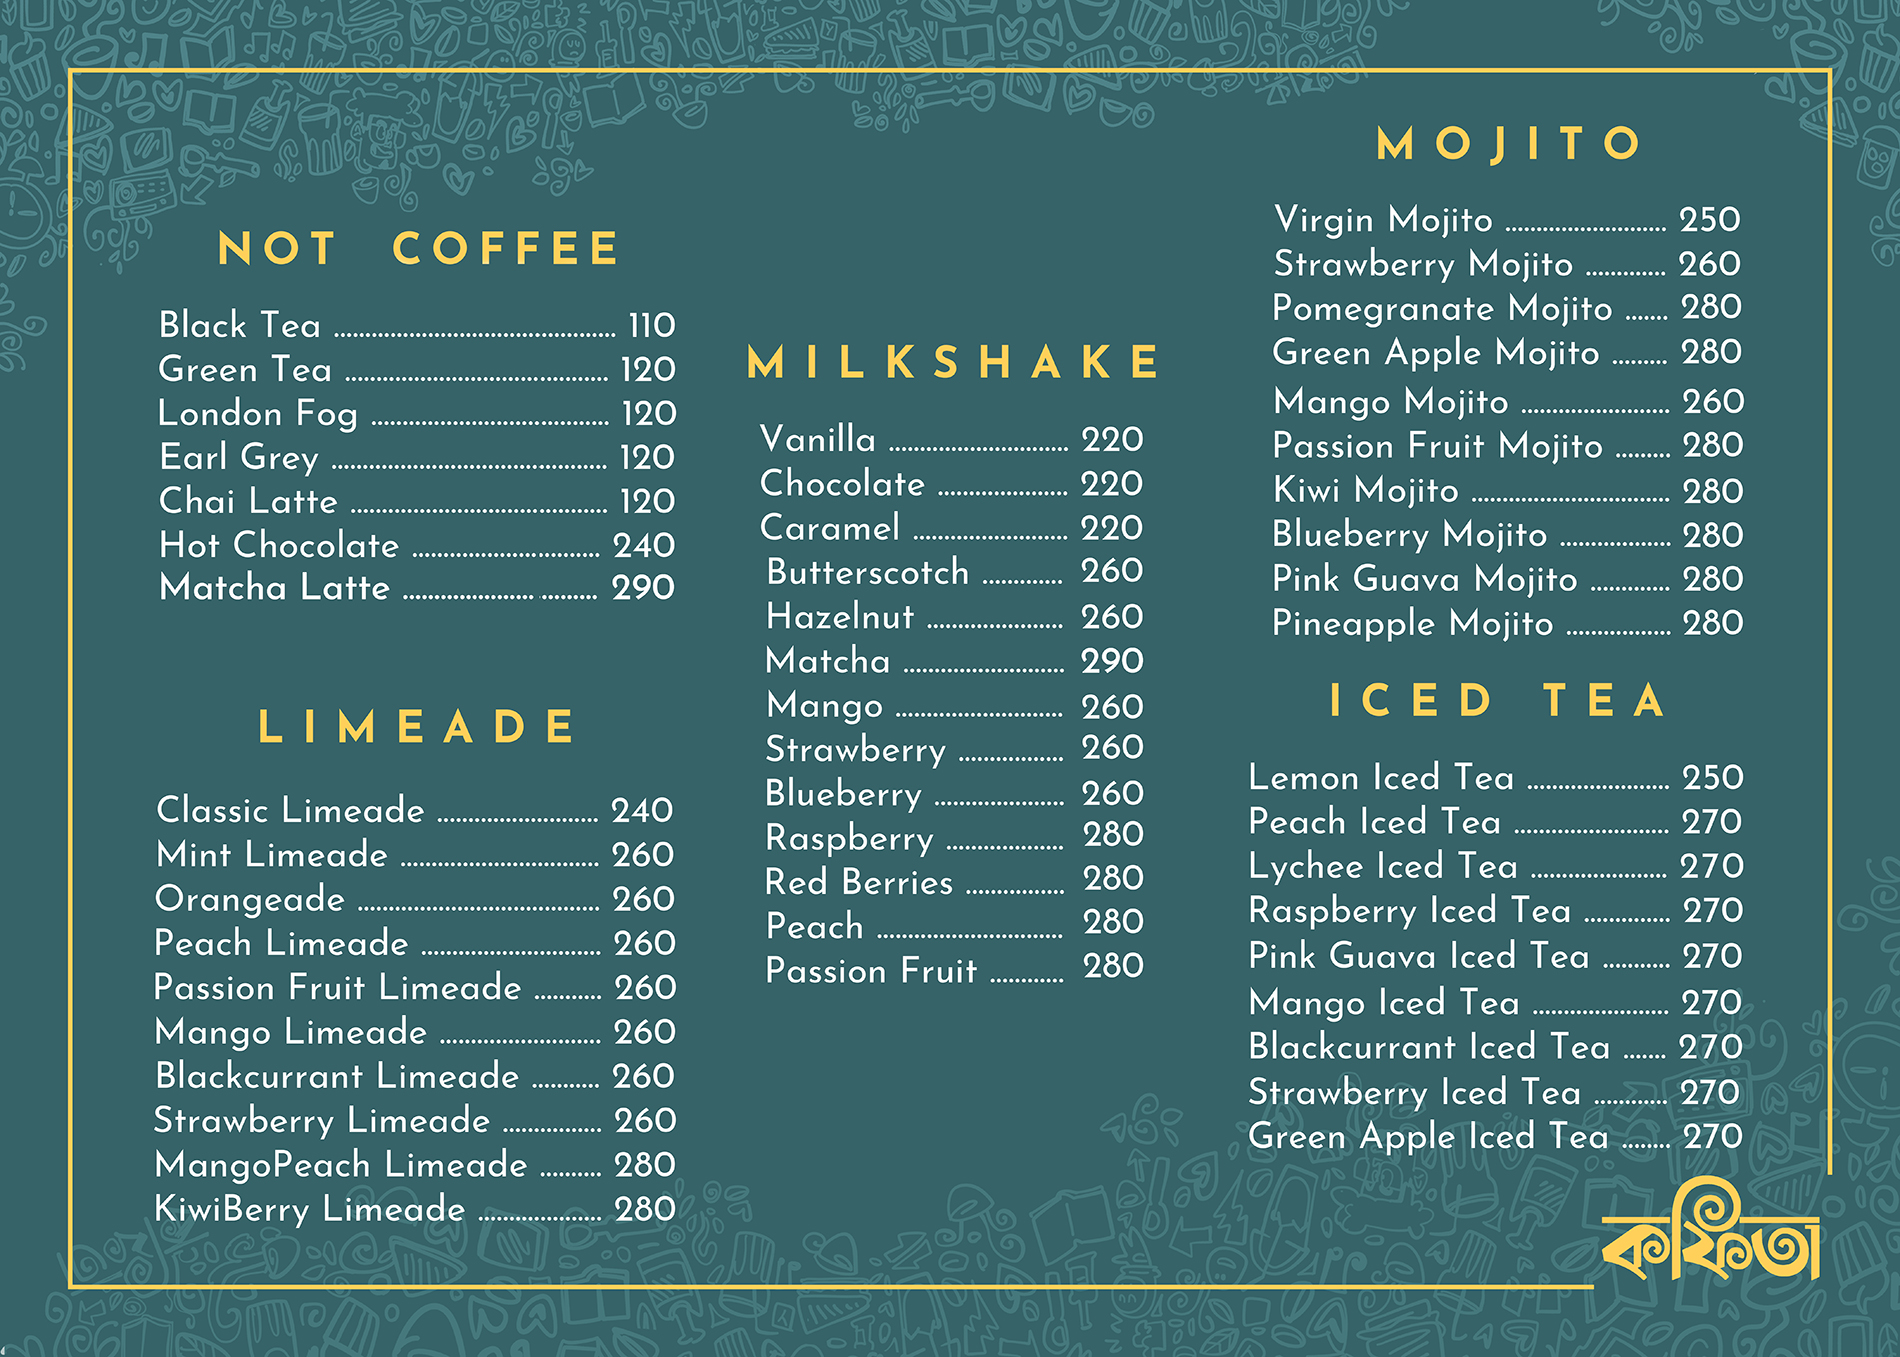 NOT COFFEE
Black Tea ........ 110
Green Tea ........ 120
London Fog ........ 120
Earl Grey ........ 120
Chai Latte ........ 120
Hot Chocolate ........ 240
Matcha Latte ........ 290
LIMEADE
Classic Limeade ........ 240
Mint Limeade ........ 260
Orangeade ........ 260
Peach Limeade ........ 260
Passion Fruit Limeade ........ 260
Mango Limeade ........ 260
Blackcurrant Limeade ........ 260
Strawberry Limeade ........ 260
MangoPeach Limeade ........ 280
KiwiBerry Limeade ........ 280
MILKSHAKE
Vanilla ........ 220
Chocolate ........ 220
Caramel ........ 220
Butterscotch ........ 260
Hazelnut ........ 260
Matcha ........ 290
Mango ........ 260
Strawberry ........ 260
Blueberry ........ 260
Raspberry ........ 280
Red Berries ........ 280
Peach ........ 280
Passion Fruit ........ 280
MOJITO
Virgin Mojito ........ 250
Strawberry Mojito ........ 260
Pomegranate Mojito ........ 280
Green Apple Mojito ........ 280
Mango Mojito ........ 260
Passion Fruit Mojito ........ 280
Kiwi Mojito ........ 280
Blueberry Mojito ........ 280
Pink Guava Mojito ........ 280
Pineapple Mojito ........ 280
ICED TEA
Lemon Iced Tea ........ 250
Peach Iced Tea ........ 270
Lychee Iced Tea ........ 270
Raspberry Iced Tea ........ 270
Pink Guava Iced Tea ........ 270
Mango Iced Tea ........ 270
Blackcurrant Iced Tea ........ 270
Strawberry Iced Tea ........ 270
Green Apple Iced Tea ........ 270
কফিতা